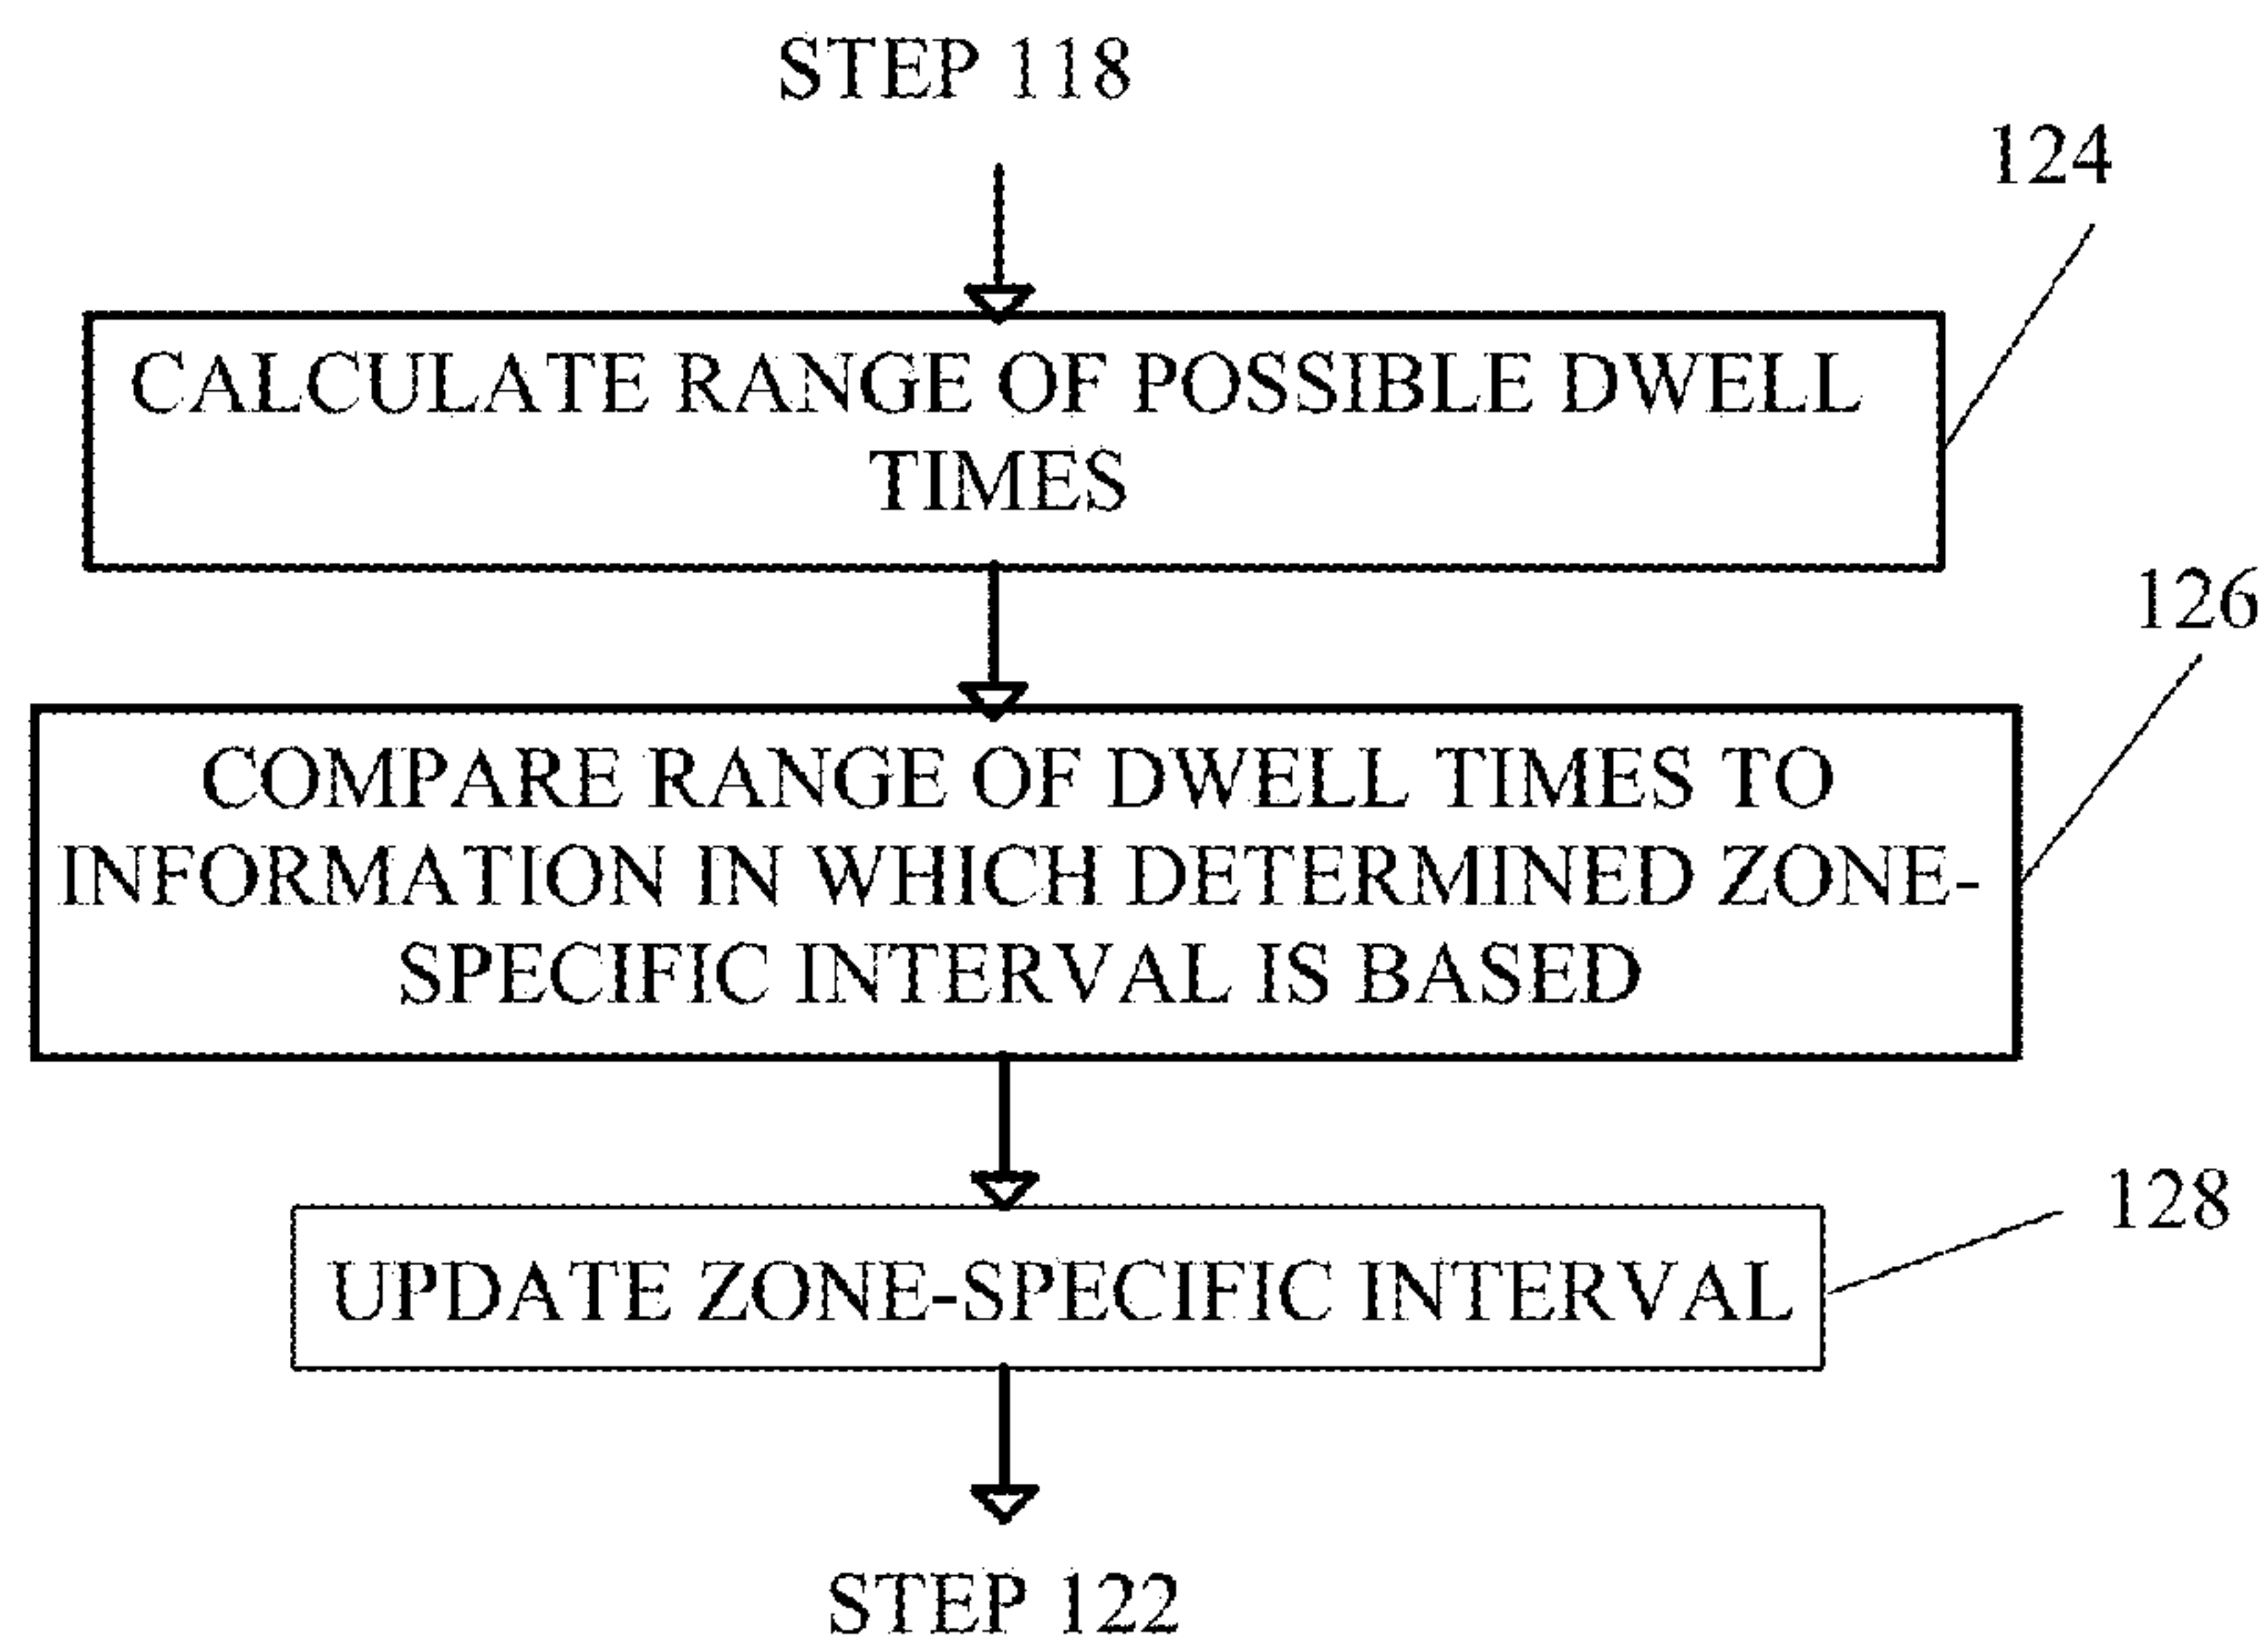 STEP 118
124
CALCULATE RANGE OF POSSIBLE DWELL
TIMES
126
COMPARE RANGE OF DWELL TIMES TO
INFORMATION IN WHICH DETERMINED ZONE-
SPECIFIC INTERVAL IS BASED
128
UPDATE ZONE-SPECIFIC INTERVAL
STEP 122